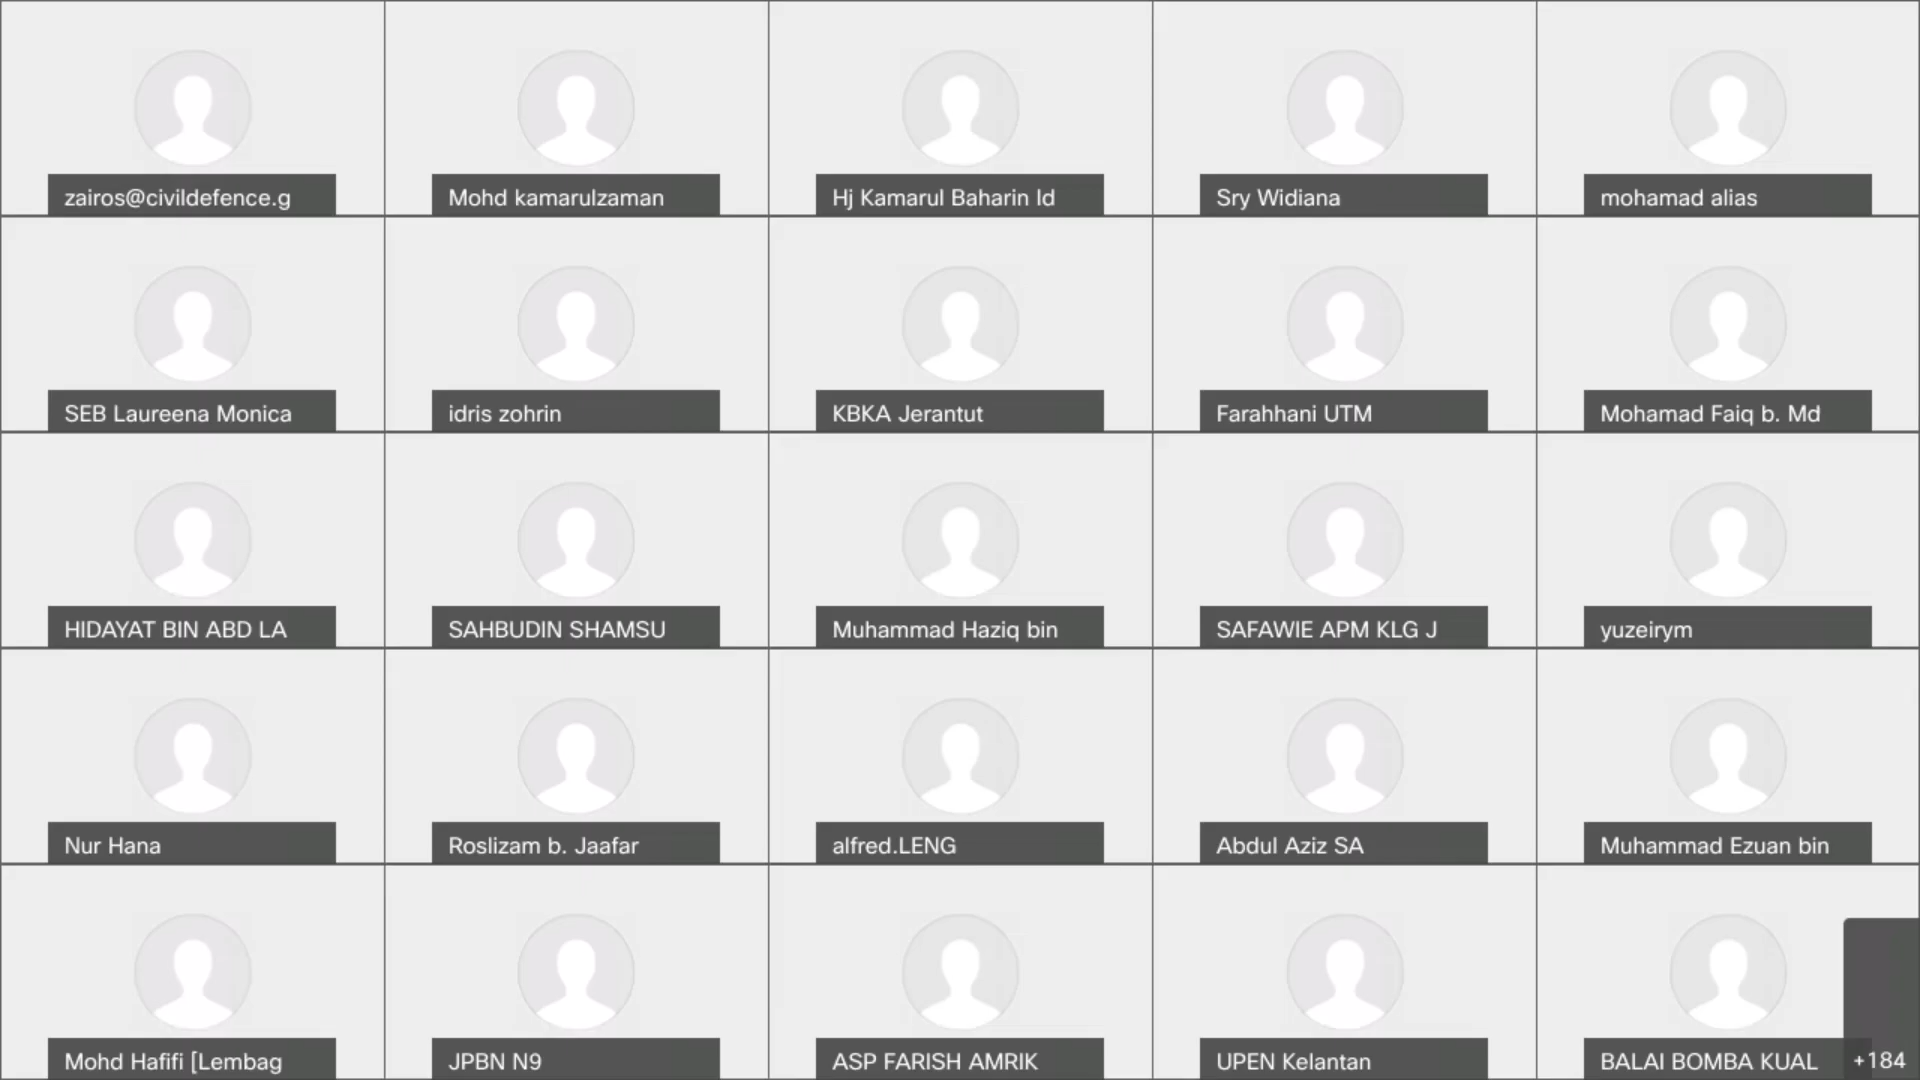 zairos@civildefence.g
Mohd kamarulzaman
Hj Kamarul Baharin Id
Sry Widiana
mohamad alias
SEB Laureena Monica
idris zohrin
KBKA Jerantut
Farahhani UTM
Mohamad Faiq b. Md
HIDAYAT BIN ABD LA
SAHBUDIN SHAMSU
Muhammad Haziq bin
SAFAWIE APM KLG J
yuzeirym
Nur Hana
Roslizam b. Jaafar
alfred.LENG
Abdul Aziz SA
Muhammad Ezuan bin
Mohd Hafifi [Lembag
JPBN N9
ASP FARISH AMRIK
UPEN Kelantan
BALAI BOMBA KUAL
+184